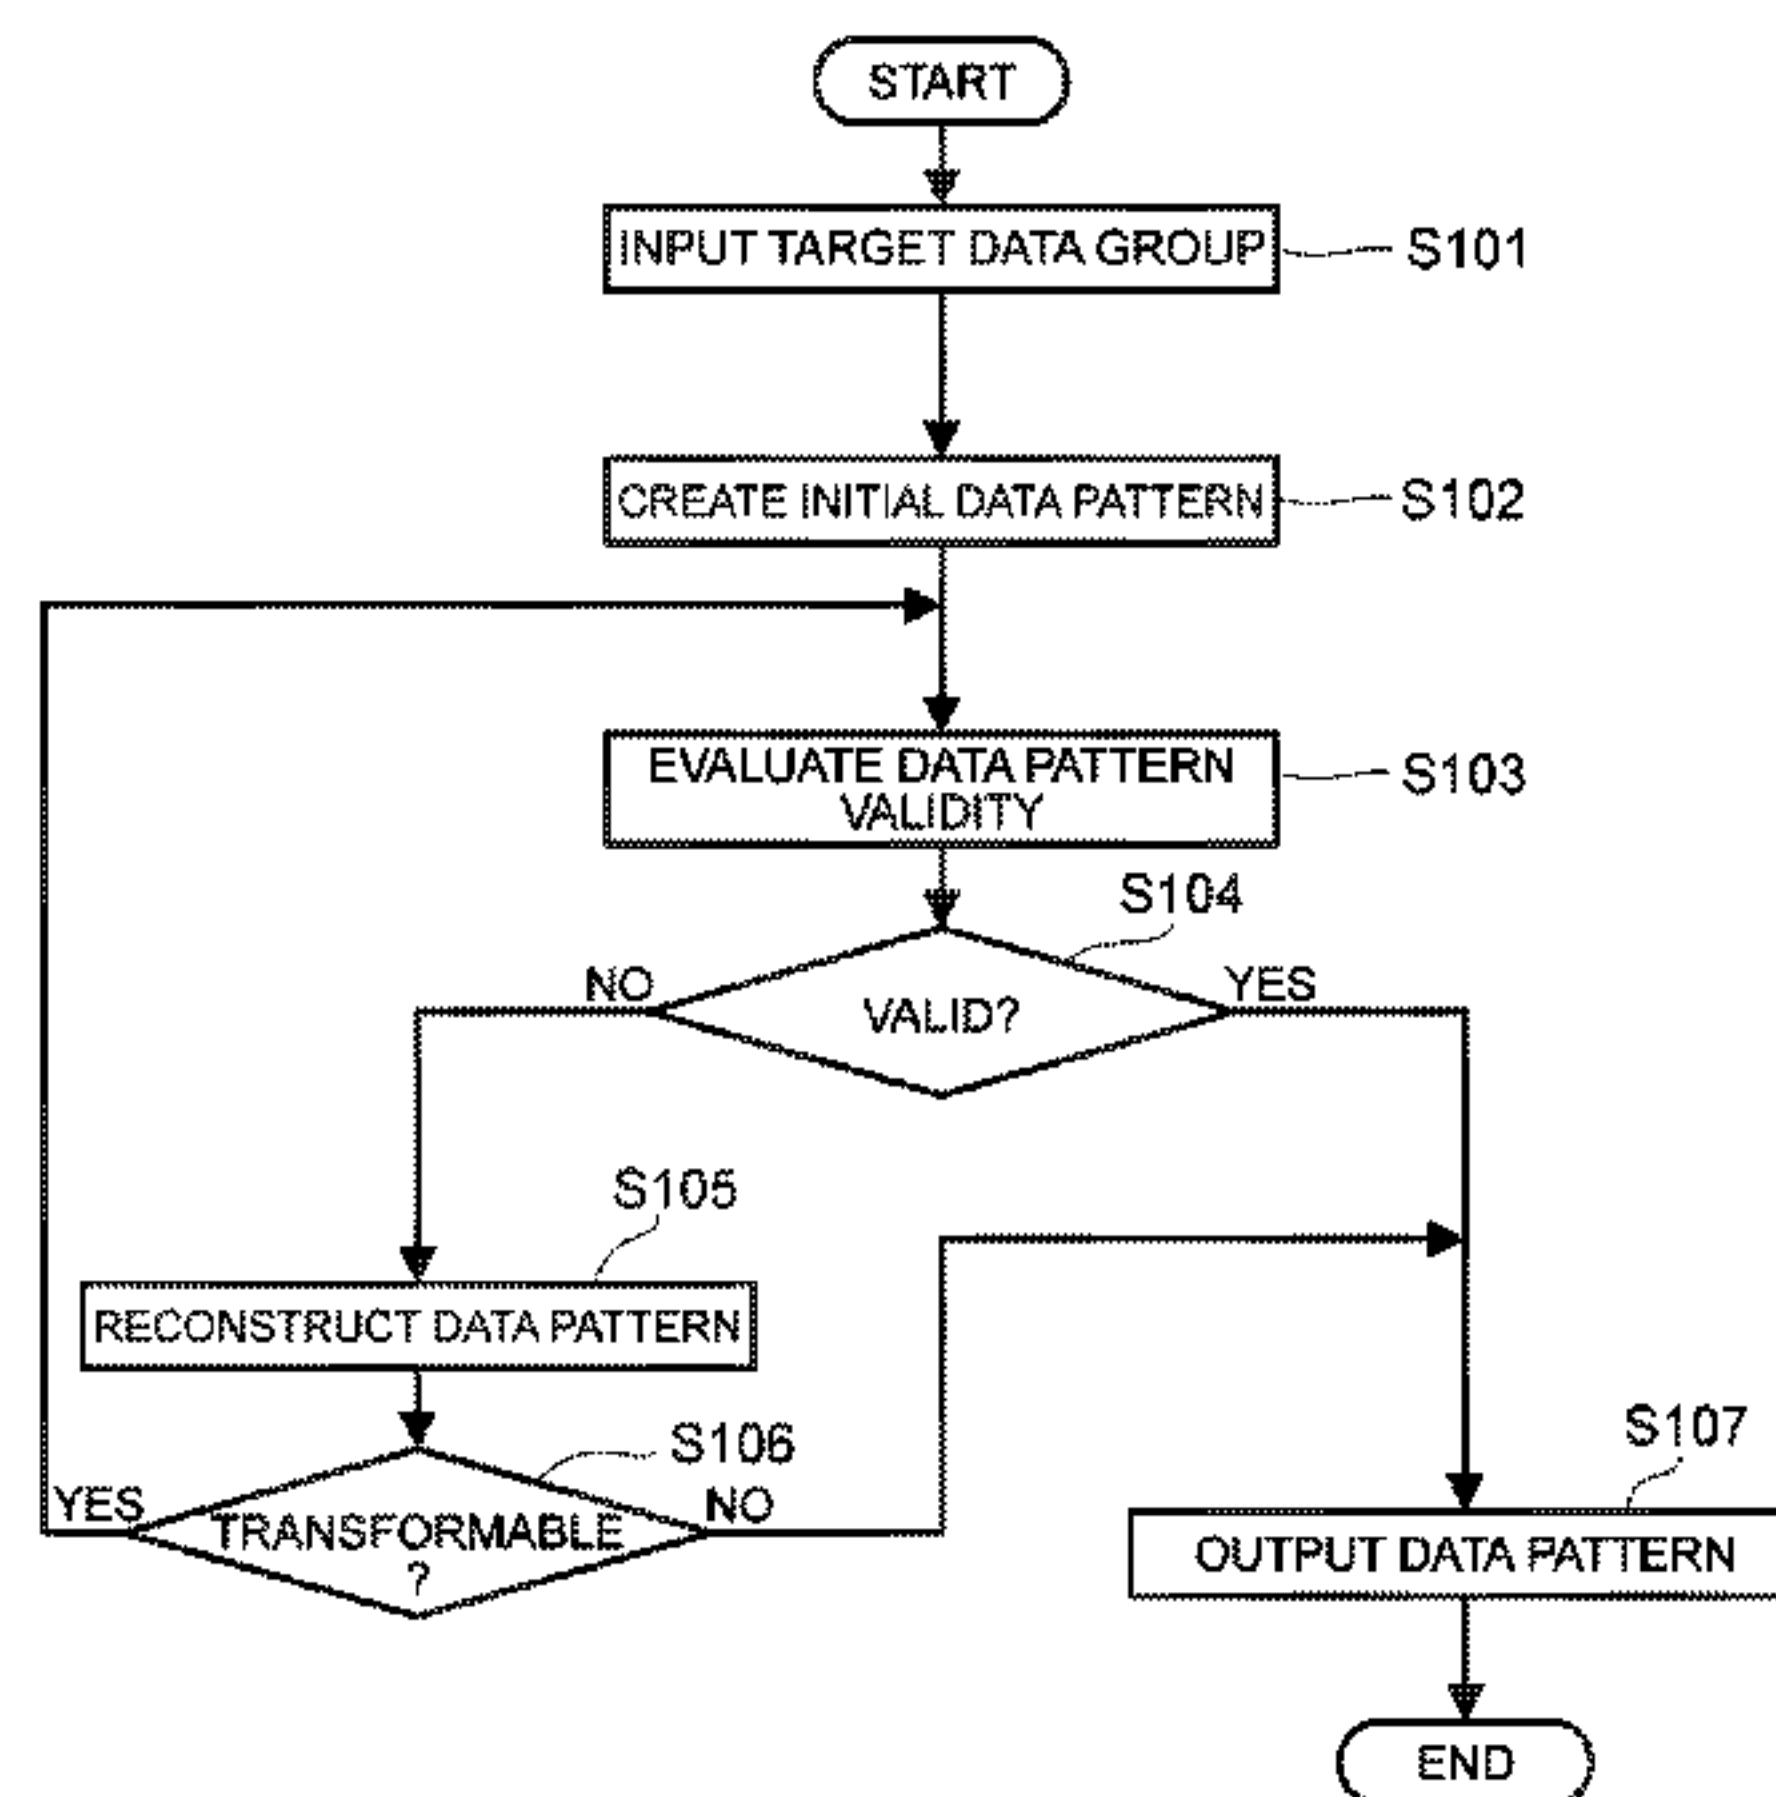 START
INPUT TARGET DATA GROUP
S101
CREATE INITIAL DATA PATTERN
S102
EVALUATE DATA PATTERN
VALIDITY
S103
S104
NO
VALID?
YES
S105
RECONSTRUCT DATA PATTERN
S106
YES
TRANSFORMABLE
?
NO
S107
OUTPUT DATA PATTERN
END